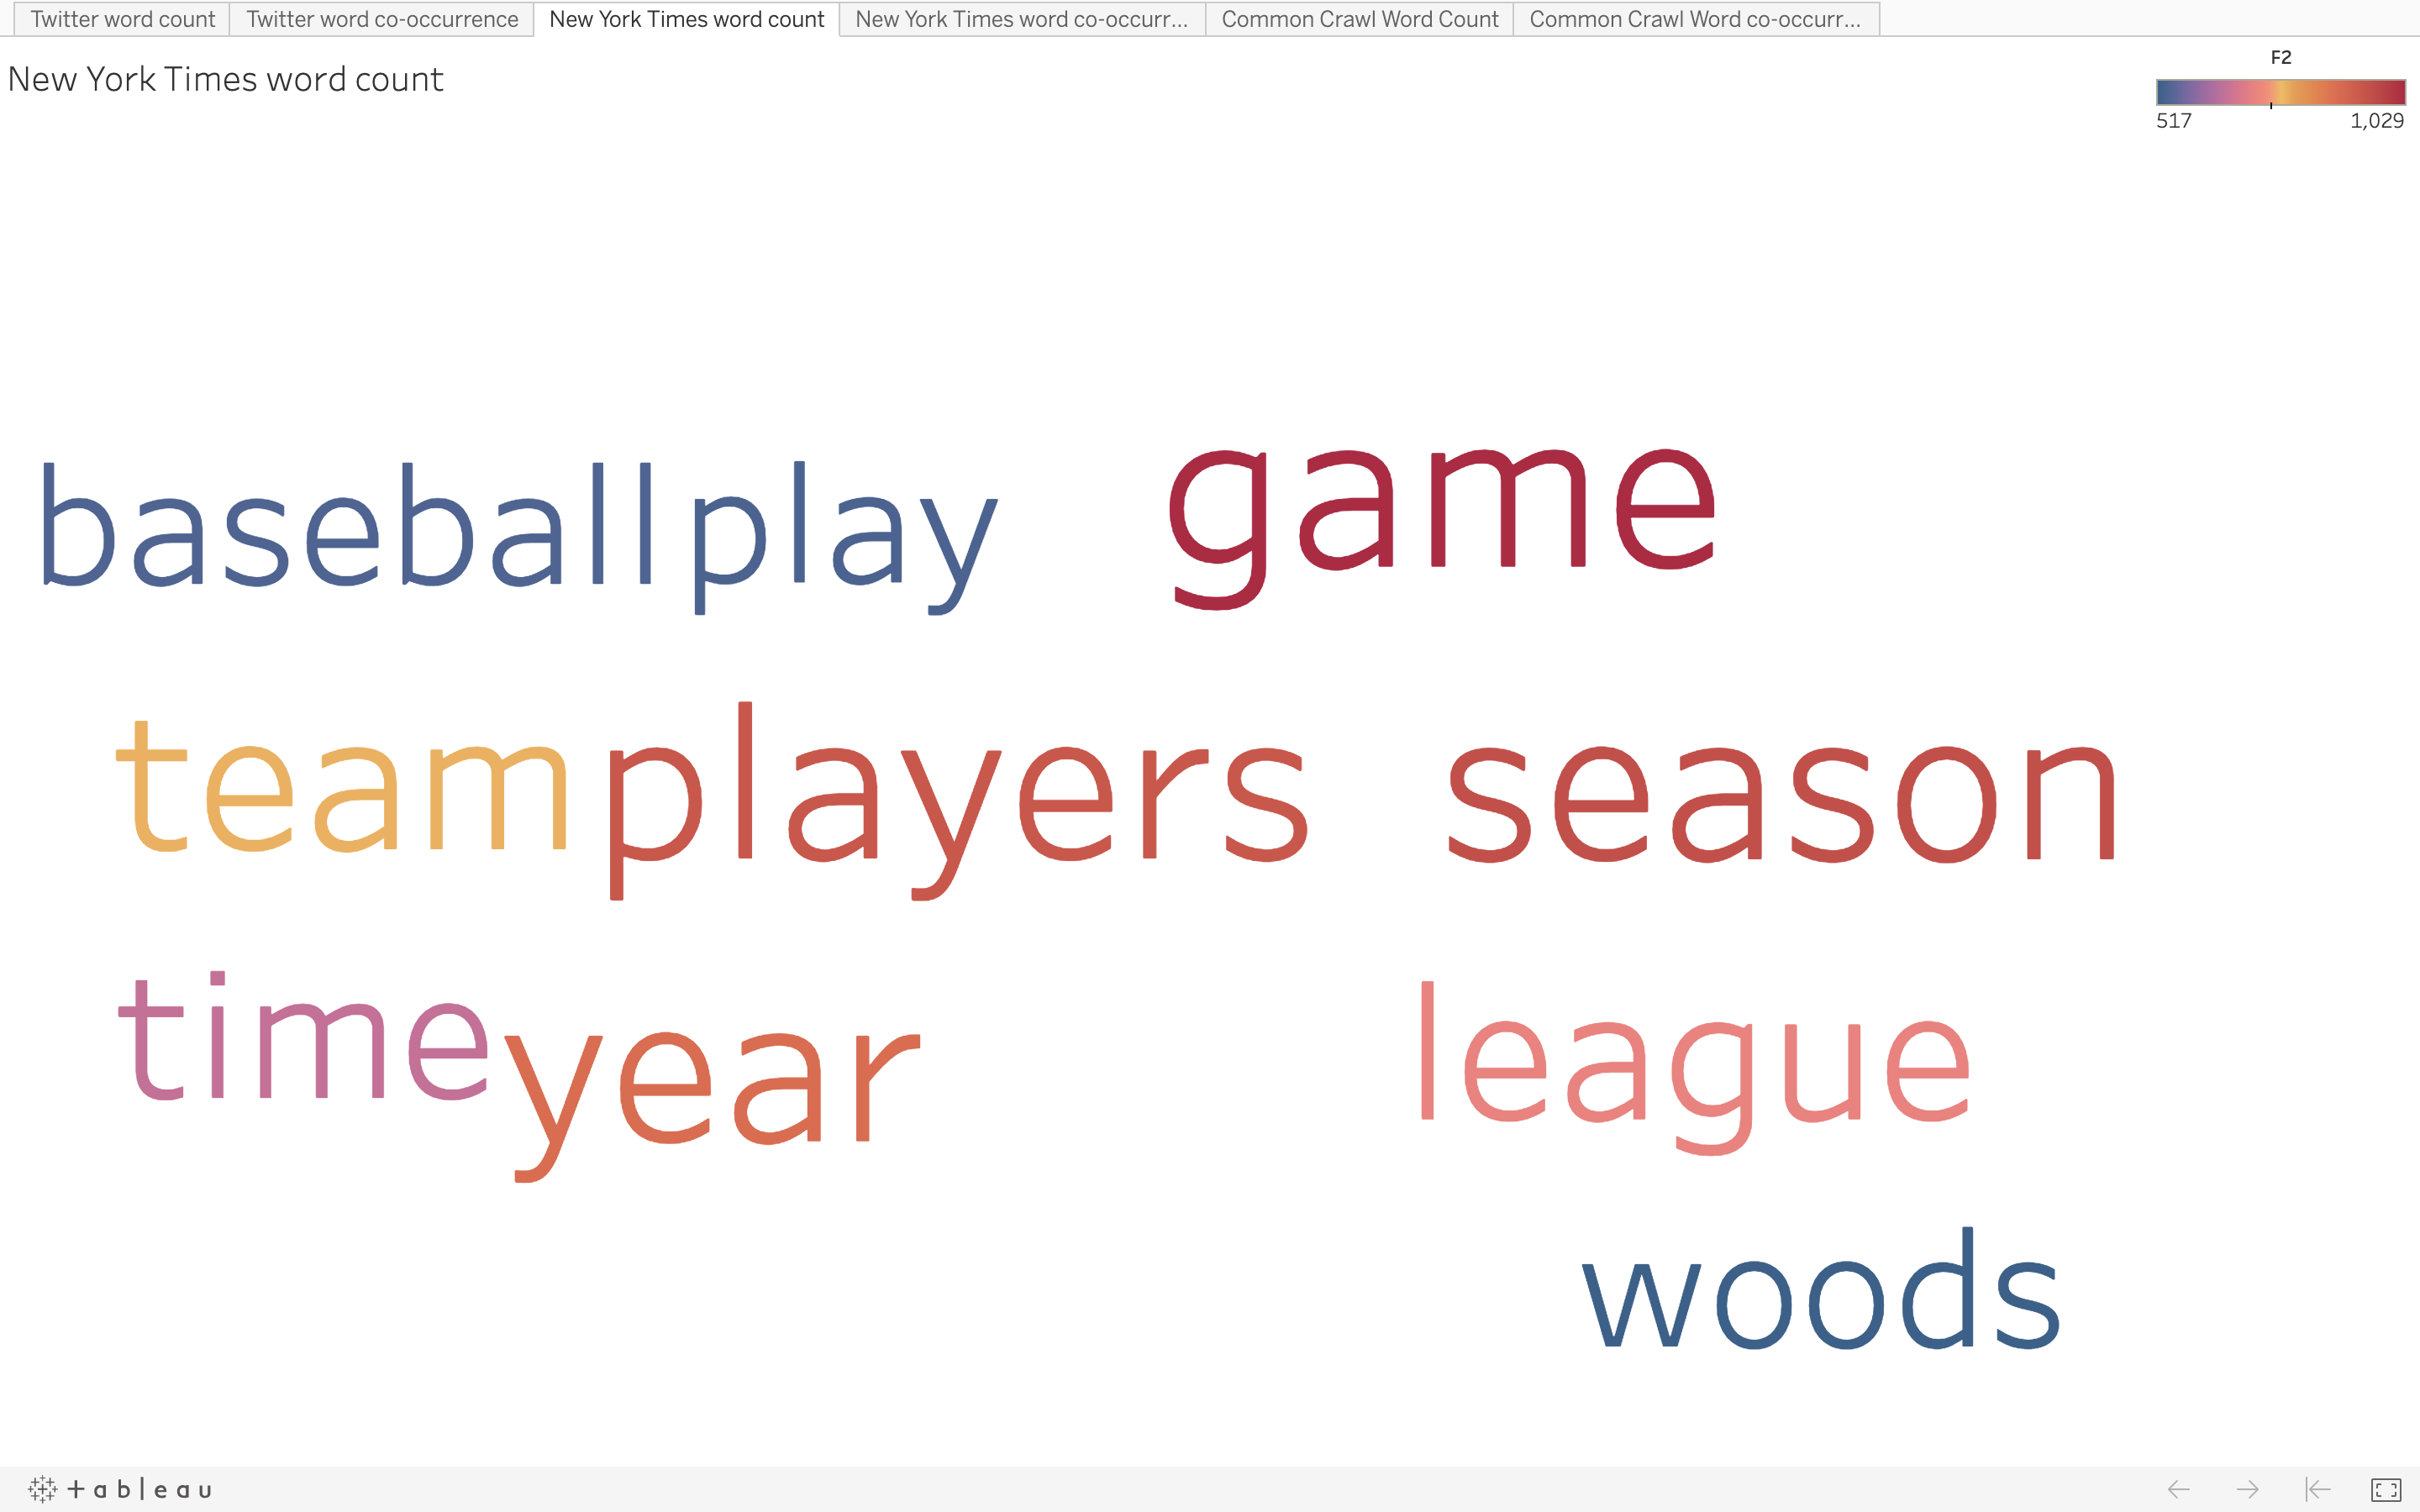 Twitter word count Twitter word co-occurrence New York Times word count New York Times word co-occurr... Common Crawl Word Count Common Crawl Word co-occurr...
New York Times word count
F2
517 1,029
baseball play game
team players season
time year league
woods
+ableau